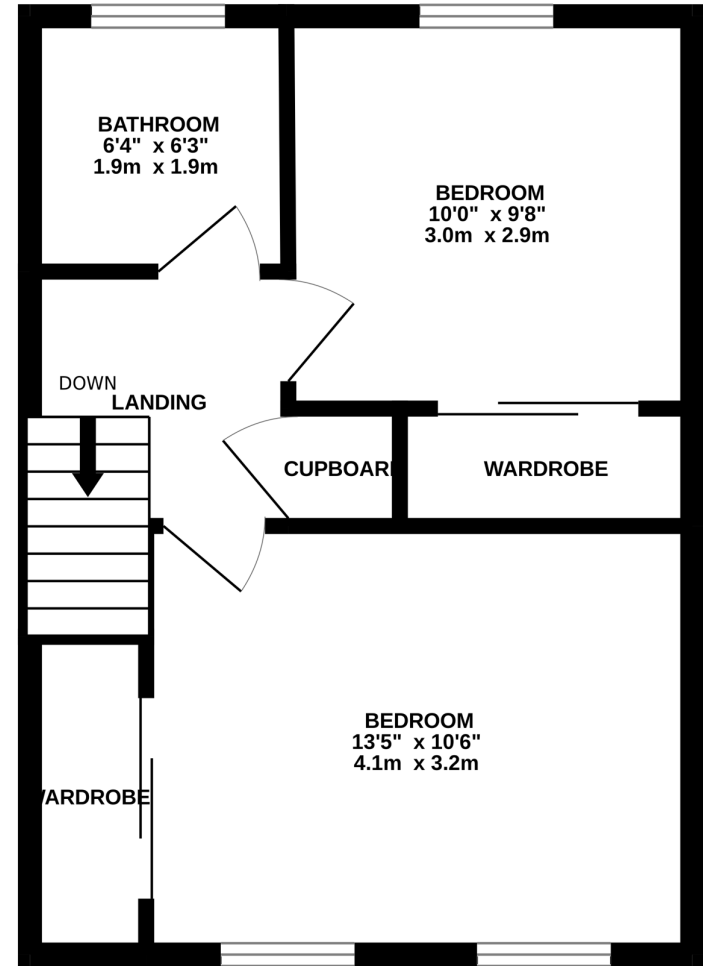 BATHROOM
6'4" x 6'3"
1.9m x 1.9m
BEDROOM
10'0" x 9'8"
3.0m x 2.9m
DOWN
LANDING
CUPBOAR
WARDROBE
BEDROOM
13'5" x 10'6"
4.1m x 3.2m
ARDROBE